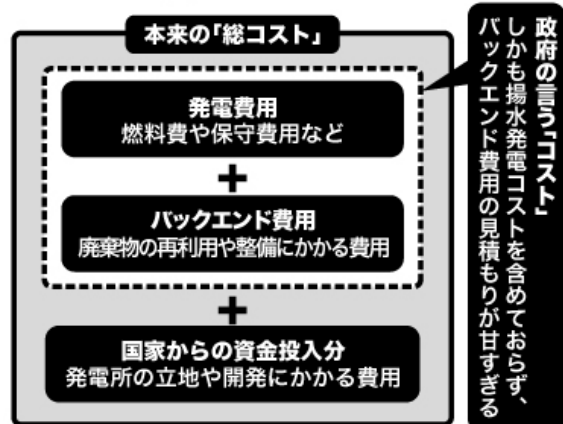 本来の「総コスト」
発電費用
燃料費や保守費用など
+
バックエンド費用
廃棄物の再利用や整備にかかる費用
+
国家からの資金投入分
発電所の立地や開発にかかる費用
政府の言う「コスト」
しかも揚水発電コストを含めておらず、
バックエンド費用の見積もりが甘すぎる